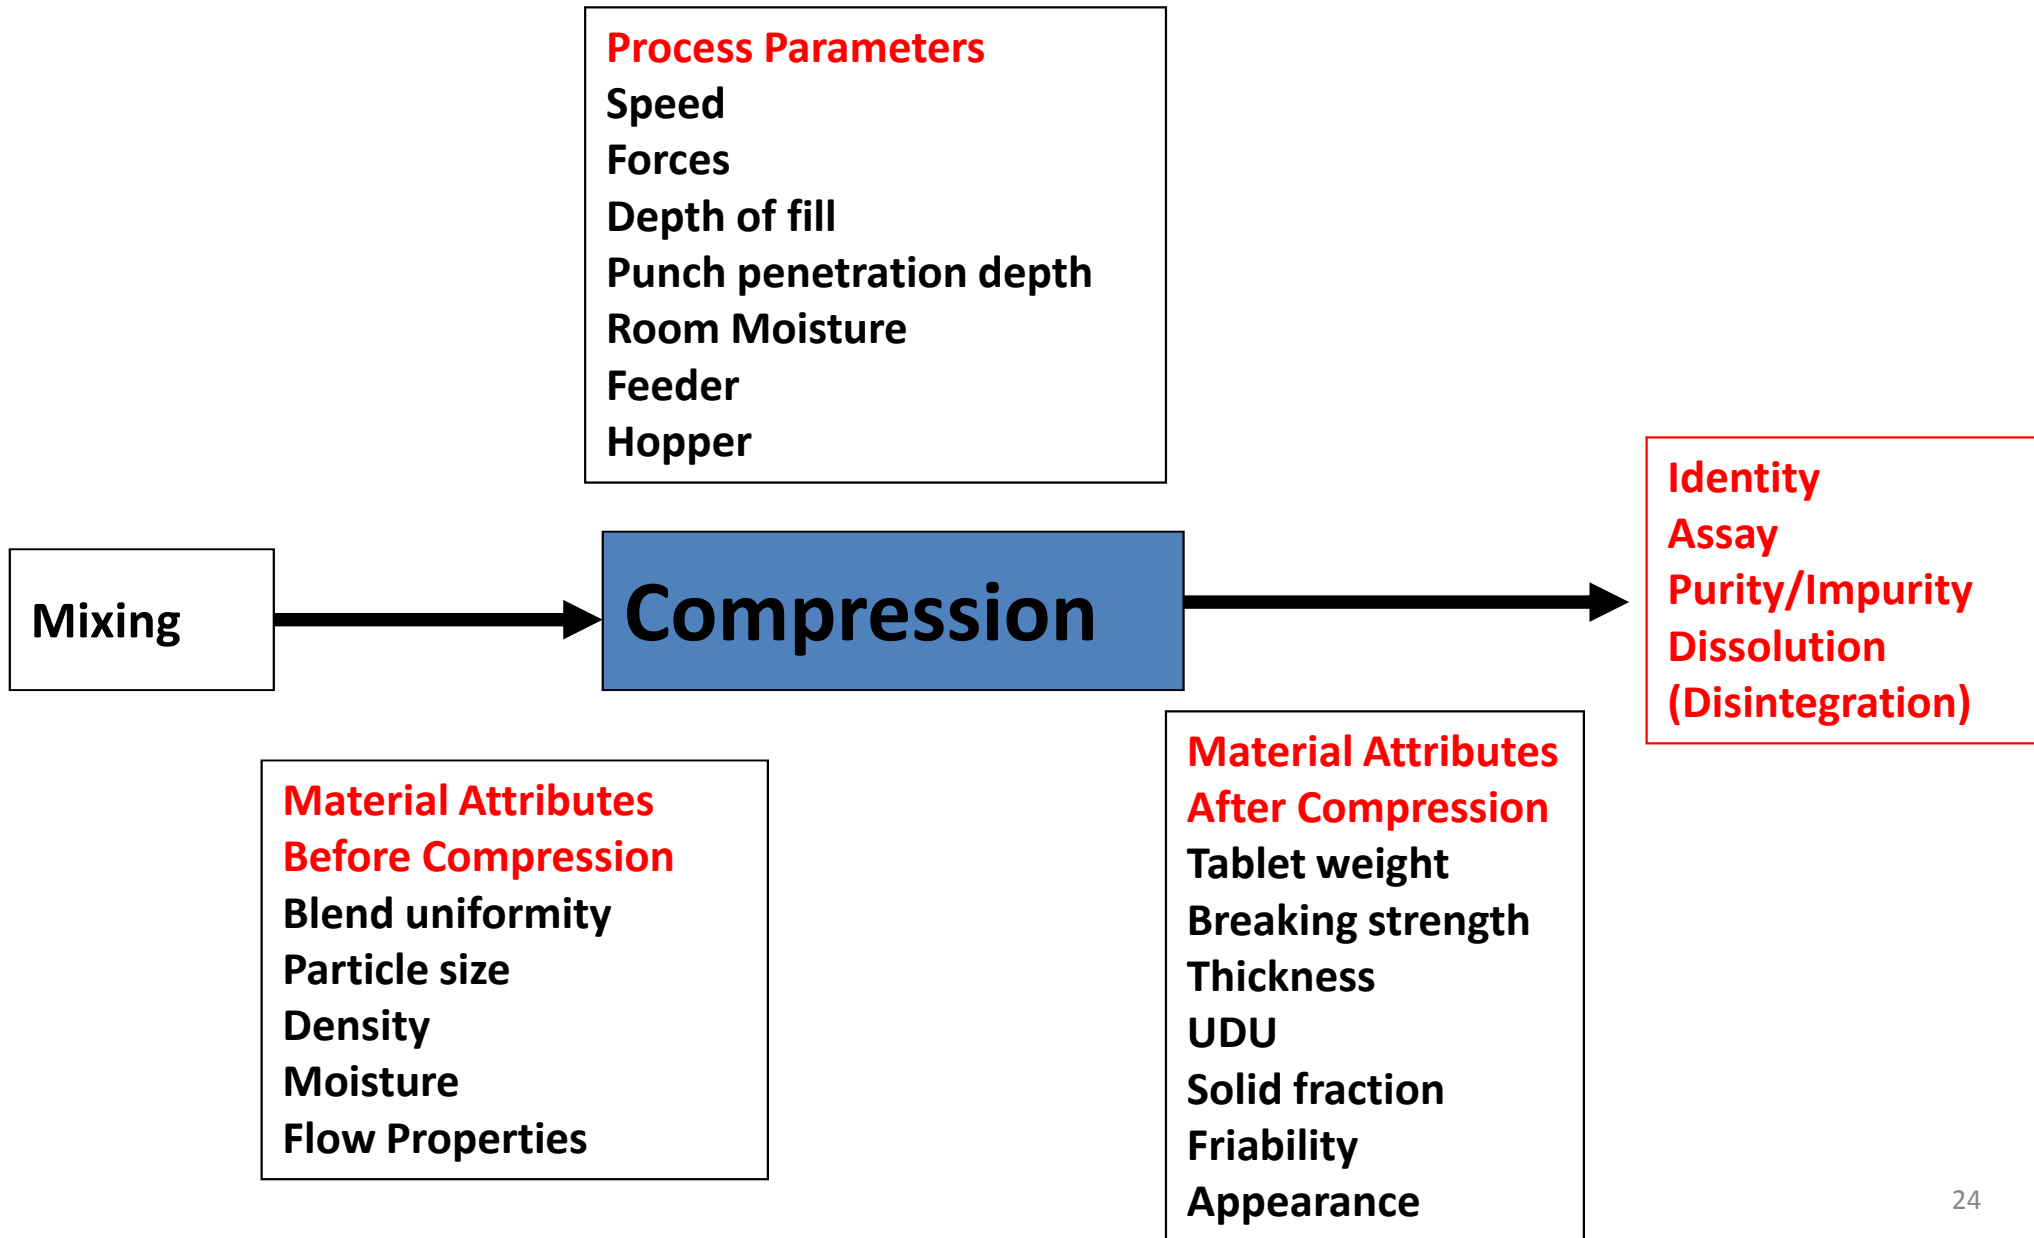 Process Parameters
Speed
Forces
Depth of fill
Punch penetration depth
Room Moisture
Feeder
Hopper
Mixing
Compression
Identity
Assay
Purity/Impurity
Dissolution
(Disintegration)
Material Attributes
Before Compression
Blend uniformity
Particle size
Density
Moisture
Flow Properties
Material Attributes
After Compression
Tablet weight
Breaking strength
Thickness
UDU
Solid fraction
Friability
Appearance
24